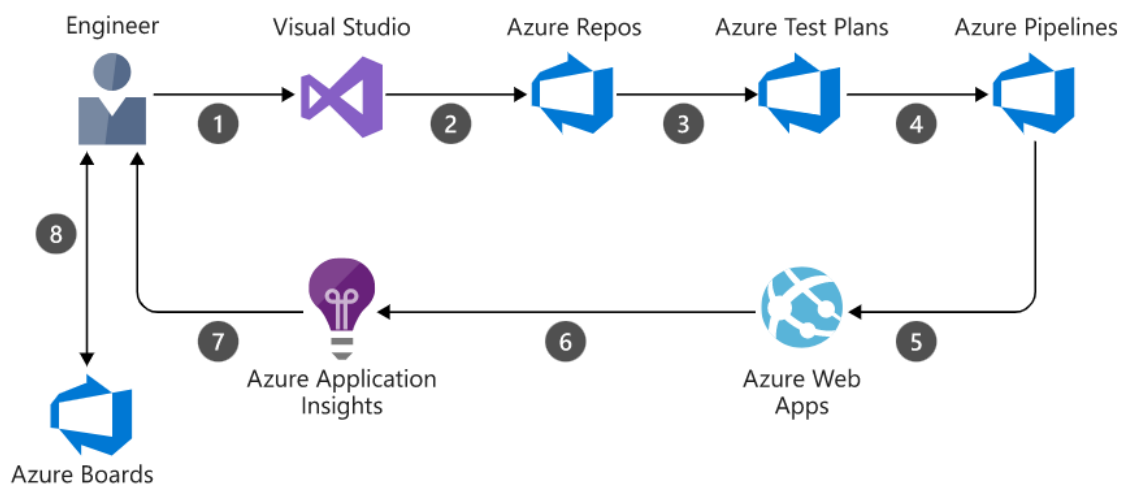 Engineer
Visual Studio
Azure Repos
Azure Test Plans
Azure Pipelines
1
2
3
4
8
7
6
5
Azure Application
Insights
Azure Web
Apps
Azure Boards